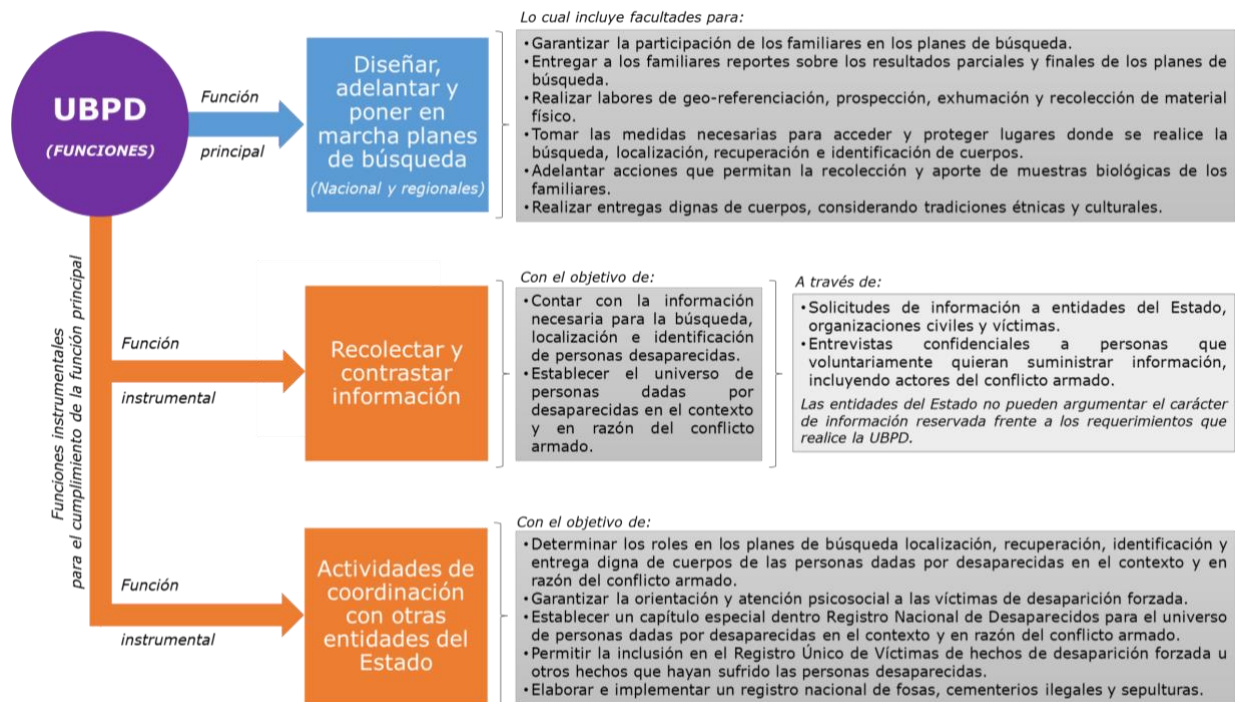 UBPD
(FUNCIONES)
Función
principal
Diseñar,
adelantar y
poner en
marcha planes
de búsqueda
(Nacional y regionales)
Lo cual incluye facultades para:
•Garantizar la participación de los familiares en los planes de búsqueda.
•Entregar a los familiares reportes sobre los resultados parciales y finales de los planes de
búsqueda.
•Realizar labores de geo-referenciación, prospección, exhumación y recolección de material
físico.
•Tomar las medidas necesarias para acceder y proteger lugares donde se realice la
búsqueda, localización, recuperación e identificación de cuerpos.
•Adelantar acciones que permitan la recolección y aporte de muestras biológicas de los
familiares.
•Realizar entregas dignas de cuerpos, considerando tradiciones étnicas y culturales.
Funciones instrumentales
para el cumplimiento de la función principal
Función
instrumental
Recolectar y
contrastar
información
Con el objetivo de:
•Contar con la información
necesaria para la búsqueda,
localización e identificación
de personas desaparecidas.
•Establecer el universo de
personas dadas por
desaparecidas en el contexto
y en razón del conflicto
armado.
A través de:
•Solicitudes de información a entidades del Estado,
organizaciones civiles y víctimas.
•Entrevistas confidenciales a personas que
voluntariamente quieran suministrar información,
incluyendo actores del conflicto armado.
Las entidades del Estado no pueden argumentar el carácter
de información reservada frente a los requerimientos que
realice la UBPD.
Función
instrumental
Actividades de
coordinación
con otras
entidades del
Estado
Con el objetivo de:
•Determinar los roles en los planes de búsqueda localización, recuperación, identificación y
entrega digna de cuerpos de las personas dadas por desaparecidas en el contexto y en
razón del conflicto armado.
•Garantizar la orientación y atención psicosocial a las víctimas de desaparición forzada.
•Establecer un capítulo especial dentro Registro Nacional de Desaparecidos para el universo
de personas dadas por desaparecidas en el contexto y en razón del conflicto armado.
•Permitir la inclusión en el Registro Único de Víctimas de hechos de desaparición forzada u
otros hechos que hayan sufrido las personas desaparecidas.
•Elaborar e implementar un registro nacional de fosas, cementerios ilegales y sepulturas.